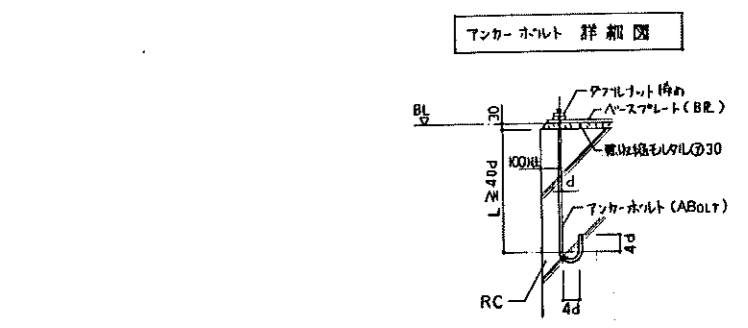 アンカーボルト 詳細図
ダブルナット締め
ベースプレート(BPL)
BL
30
無収縮モルタル⑦30
100以上
d
L≧40d
アンカーボルト(ABOLT)
4d
RC
4d